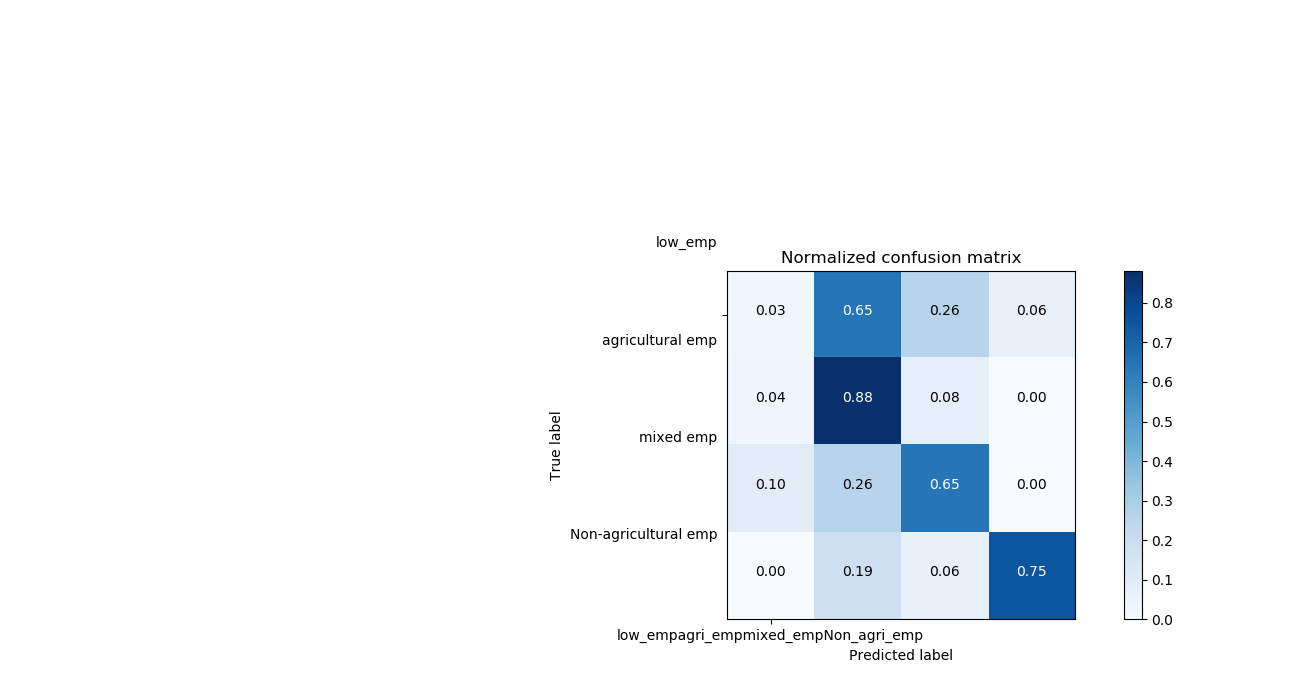 low_emp
Normalized confusion matrix
0.03 0.65 0.26 0.06
agricultural emp
0.04 0.88 0.08 0.00
mixed emp
0.10 0.26 0.65 0.00
Non-agricultural emp
0.00 0.19 0.06 0.75
True label
low_empagri_empmixed_empNon_agri_emp
Predicted label
0.8
0.7
0.6
0.5
0.4
0.3
0.2
0.1
0.0